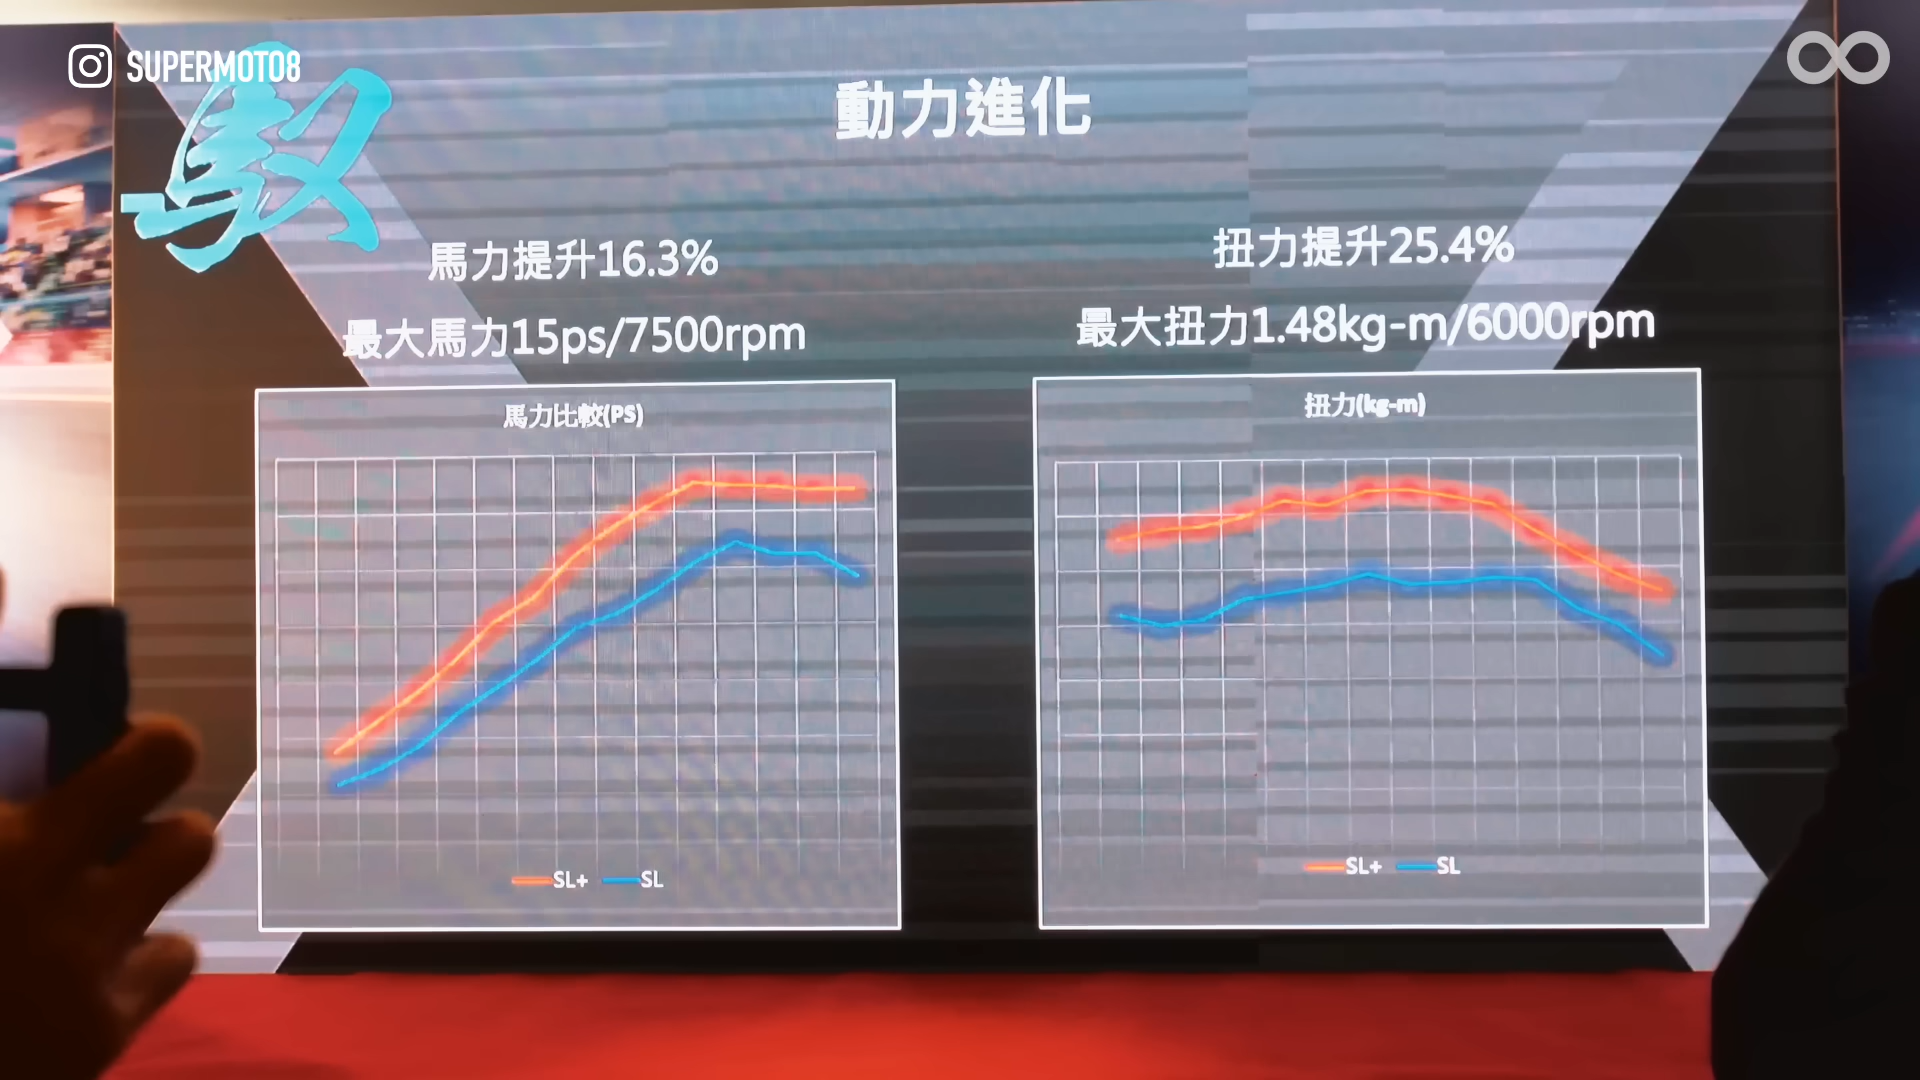 SUPERMOTO8
馭
動力進化
馬力提升16.3%
最大馬力15ps/7500rpm
扭力提升25.4%
最大扭力1.48kg-m/6000rpm
馬力比較(PS)
SL+ SL
扭力(kg-m)
SL+ SL